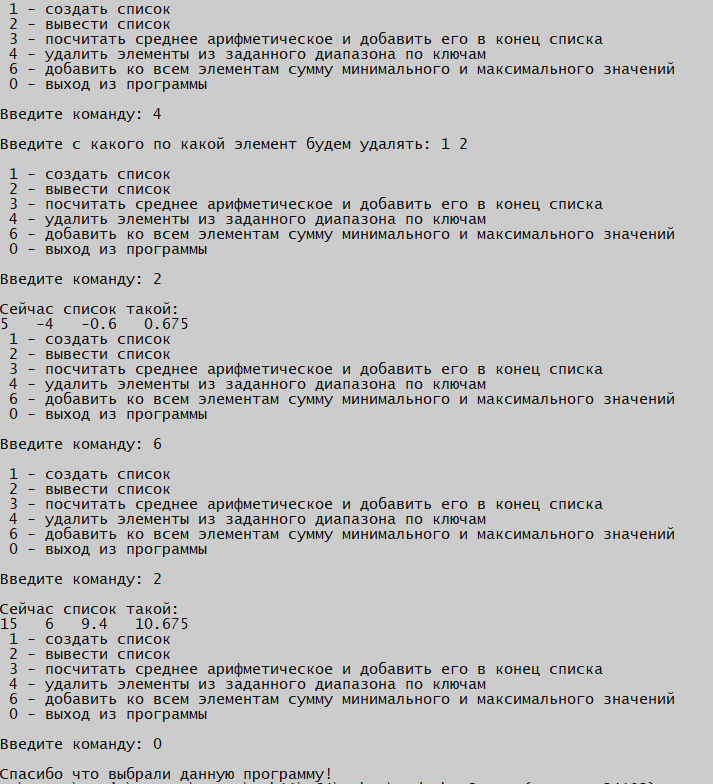 1 - создать список
2 - вывести список
3 - посчитать среднее арифметическое и добавить его в конец списка
4 - удалить элементы из заданного диапазона по ключам
6 - добавить ко всем элементам сумму минимального и максимального значений
0 - выход из программы
Введите команду: 4
Введите с какого по какой элемент будем удалять: 1 2
1 - создать список
2 - вывести список
3 - посчитать среднее арифметическое и добавить его в конец списка
4 - удалить элементы из заданного диапазона по ключам
6 - добавить ко всем элементам сумму минимального и максимального значений
0 - выход из программы
Введите команду: 2
Сейчас список такой:
5 -4 -0.6 0.675
1 - создать список
2 - вывести список
3 - посчитать среднее арифметическое и добавить его в конец списка
4 - удалить элементы из заданного диапазона по ключам
6 - добавить ко всем элементам сумму минимального и максимального значений
0 - выход из программы
Введите команду: 6
1 - создать список
2 - вывести список
3 - посчитать среднее арифметическое и добавить его в конец списка
4 - удалить элементы из заданного диапазона по ключам
6 - добавить ко всем элементам сумму минимального и максимального значений
0 - выход из программы
Введите команду: 2
Сейчас список такой:
15 6 9.4 10.675
1 - создать список
2 - вывести список
3 - посчитать среднее арифметическое и добавить его в конец списка
4 - удалить элементы из заданного диапазона по ключам
6 - добавить ко всем элементам сумму минимального и максимального значений
0 - выход из программы
Введите команду: 0
Спасибо что выбрали данную программу!